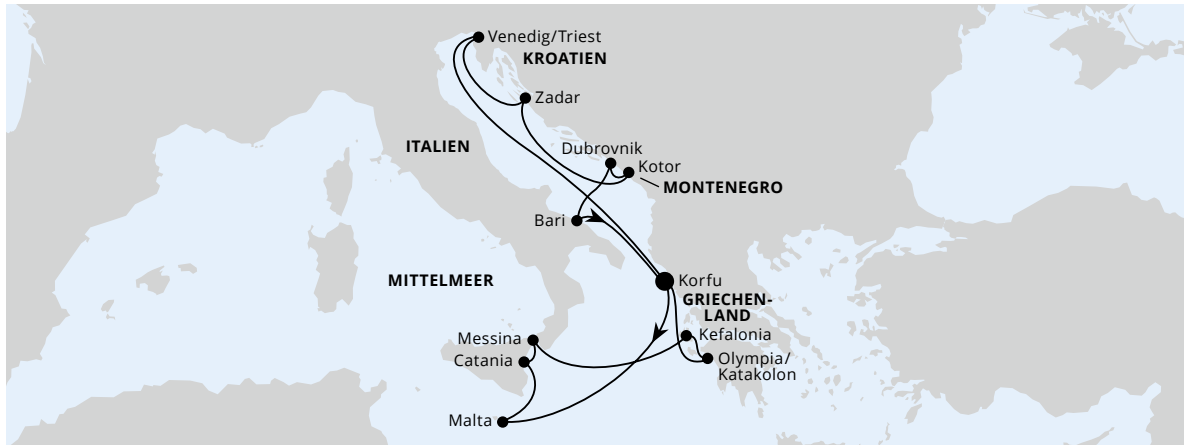 Venedig/Triest
KROATIEN
Zadar
ITALIEN
Dubrovnik
Kotor
MONTENEGRO
Bari
MITTELMEER
Korfu
GRIECHEN-
LAND
Kefalonia
Messina
Catania
Olympia/
Katakolon
Malta